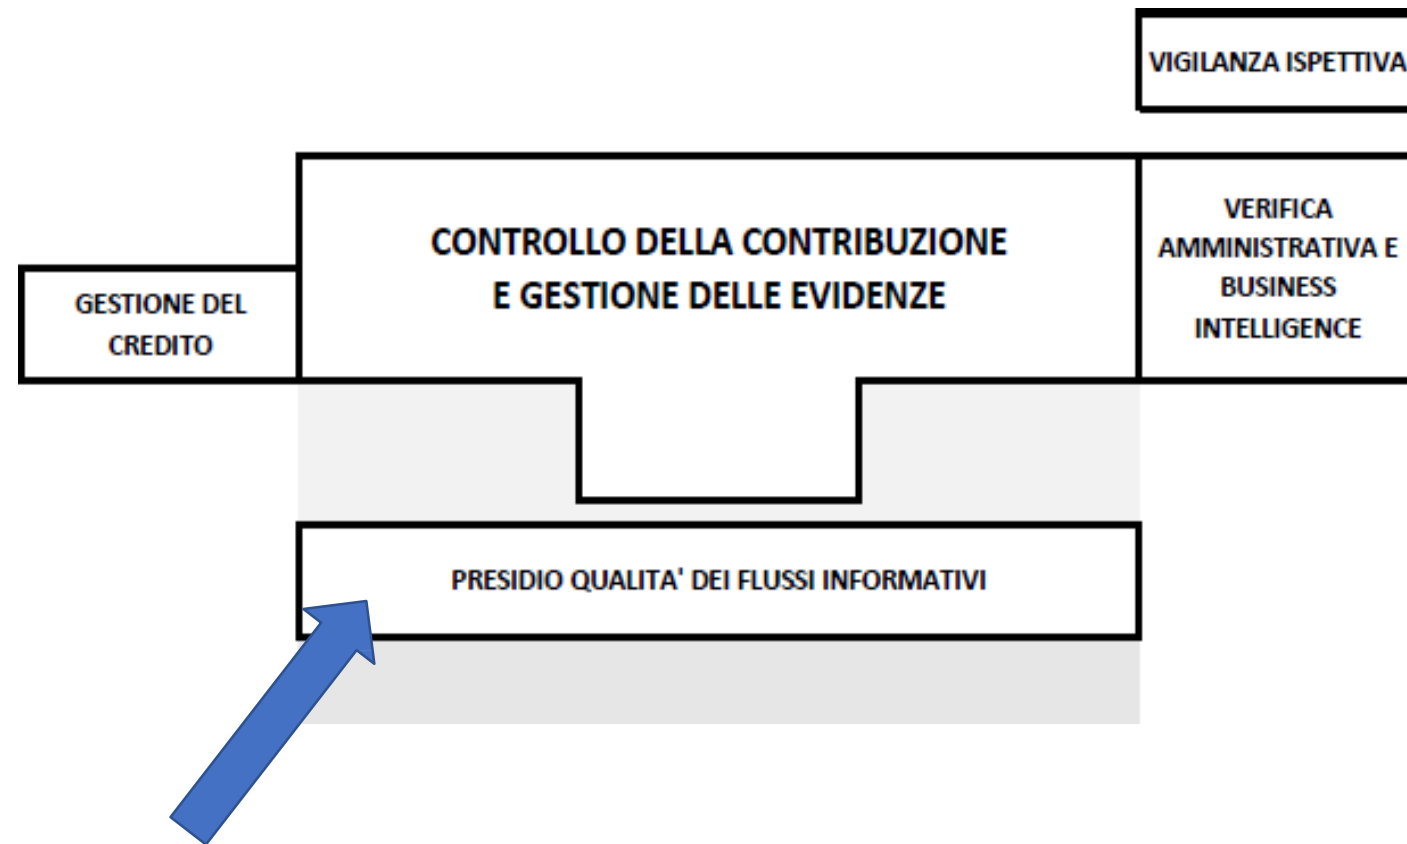 VIGILANZA ISPETTIVA
CONTROLLO DELLA CONTRIBUZIONE
E GESTIONE DELLE EVIDENZE
VERIFICA
AMMINISTRATIVA E
BUSINESS
INTELLIGENCE
GESTIONE DEL
CREDITO
PRESIDIO QUALITA' DEI FLUSSI INFORMATIVI